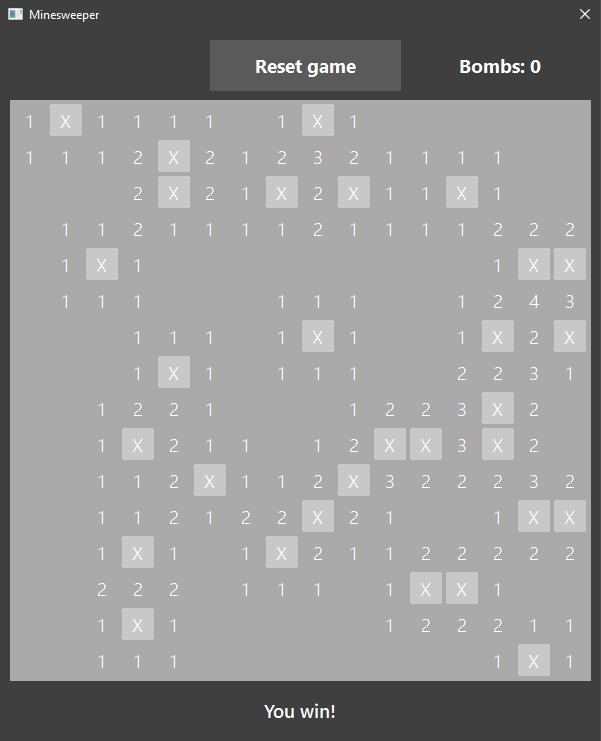 Minesweeper
Reset game Bombs: 0
1 X 1 1 1 1 1 X 1
1 1 1 2 X 2 1 2 3 2 1 1 1 1
2 X 2 1 X 2 X 1 1 X 1
1 1 2 1 1 1 1 2 1 1 1 1 2 2 2
1 X 1 1 X X
1 1 1 1 1 1 1 2 4 3
1 1 1 1 X 1 1 X 2 X
1 X 1 1 1 1 2 2 3 1
1 2 2 1 1 2 2 3 X 2
1 X 2 1 1 1 2 X X 3 X 2
1 1 2 X 1 1 2 X 3 2 2 2 3 2
1 1 2 1 2 2 X 2 1 1 X X
1 X 1 1 X 2 1 1 2 2 2 2 2
2 2 2 1 1 1 1 X X 1
1 X 1 1 2 2 2 1 1
1 1 1 1 X 1
You win!